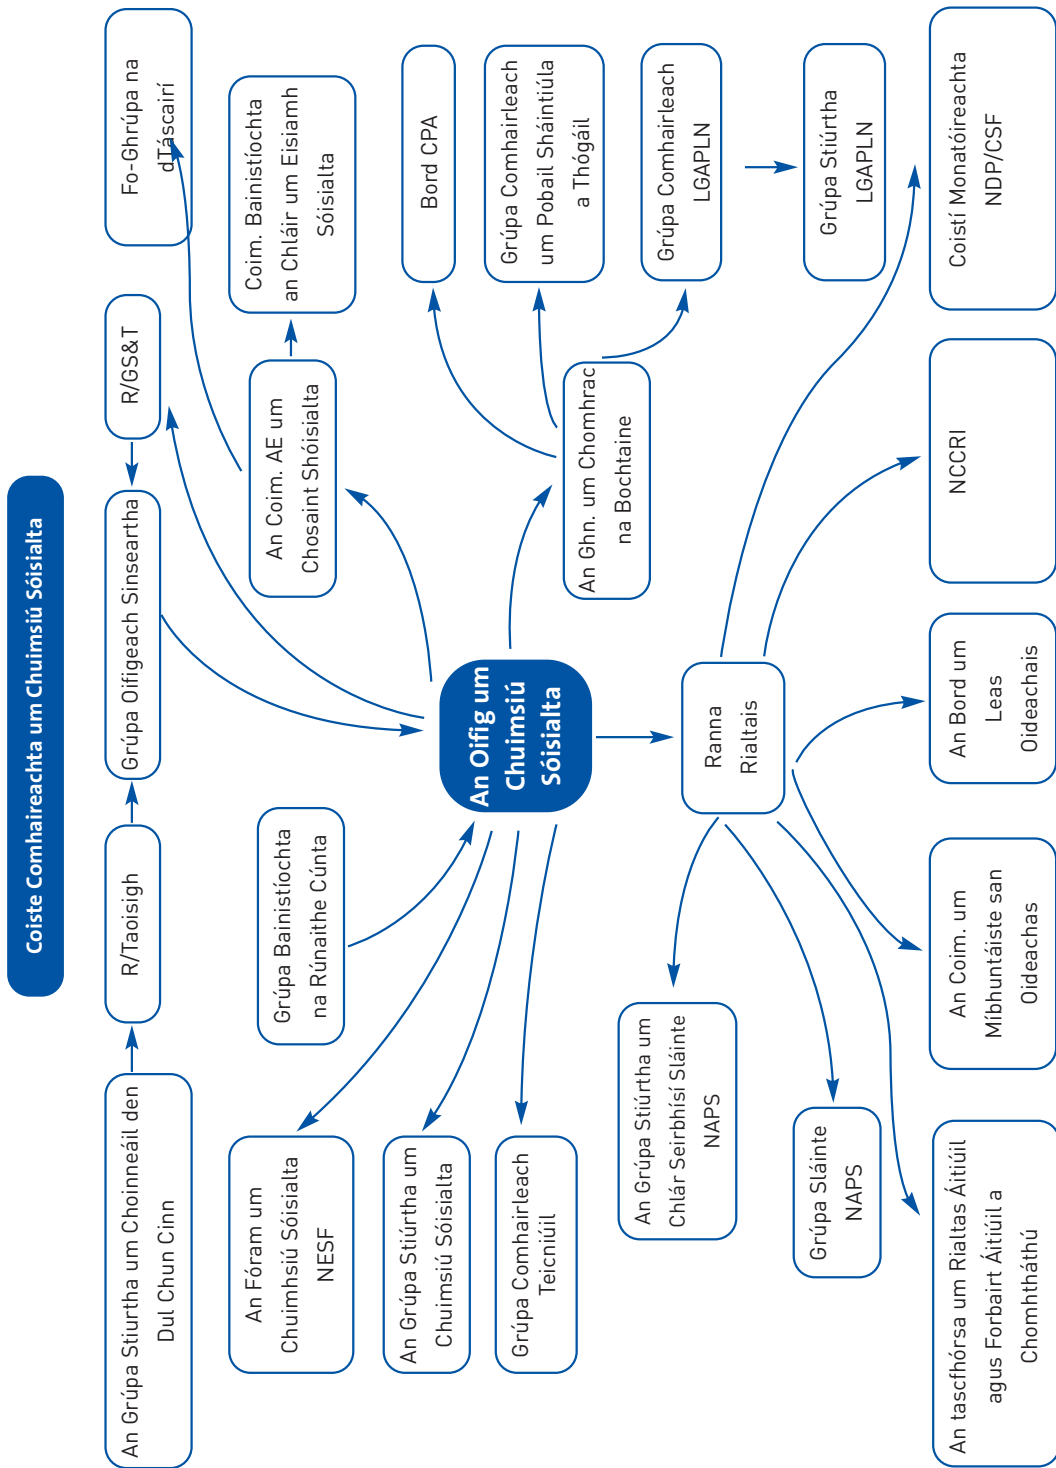 Coiste Comhaireachta um Chuimsiú Sóisialta
An Grúpa Stiurtha um Choinneáil den
Dul Chun Cinn
R/Taoisigh
Grúpa Oifigeach Sinseartha
R/GS&T
Fo-Ghrúpa na
dTáscairí
Grúpa Bainistíochta
na Rúnaithe Cúnta
An Coim. AE um
Chosaint Shóisialta
Coim. Bainistíochta
an Chláir um Eisiamh
Sóisialta
An Fóram um
Chuimhsiú Sóisialta
NESF
An Grúpa Stiúrtha um
Chuimsiú Sóisialta
Grúpa Comhairleach
Teicniúil
An Oifig um
Chuimsiú
Sóisialta
An Ghn. um Chomhrac
na Bochtaine
Bord CPA
Grúpa Comhairleach
um Pobail Sháintiúla
a Thógáil
Grúpa Comhairleach
LGAPLN
Grúpa Stiúrtha
LGAPLN
An Grúpa Stiúrtha um
Chlár Seirbhísí Sláinte
NAPS
Grúpa Sláinte
NAPS
Ranna
Rialtais
An tascfhórsa um Rialtas Áitiúil
agus Forbairt Áitiúil a
Chomhtháthú
An Coim. um
Míbhuntáiste san
Oideachas
An Bord um
Leas
Oideachais
NCCRI
Coistí Monatóireachta
NDP/CSF